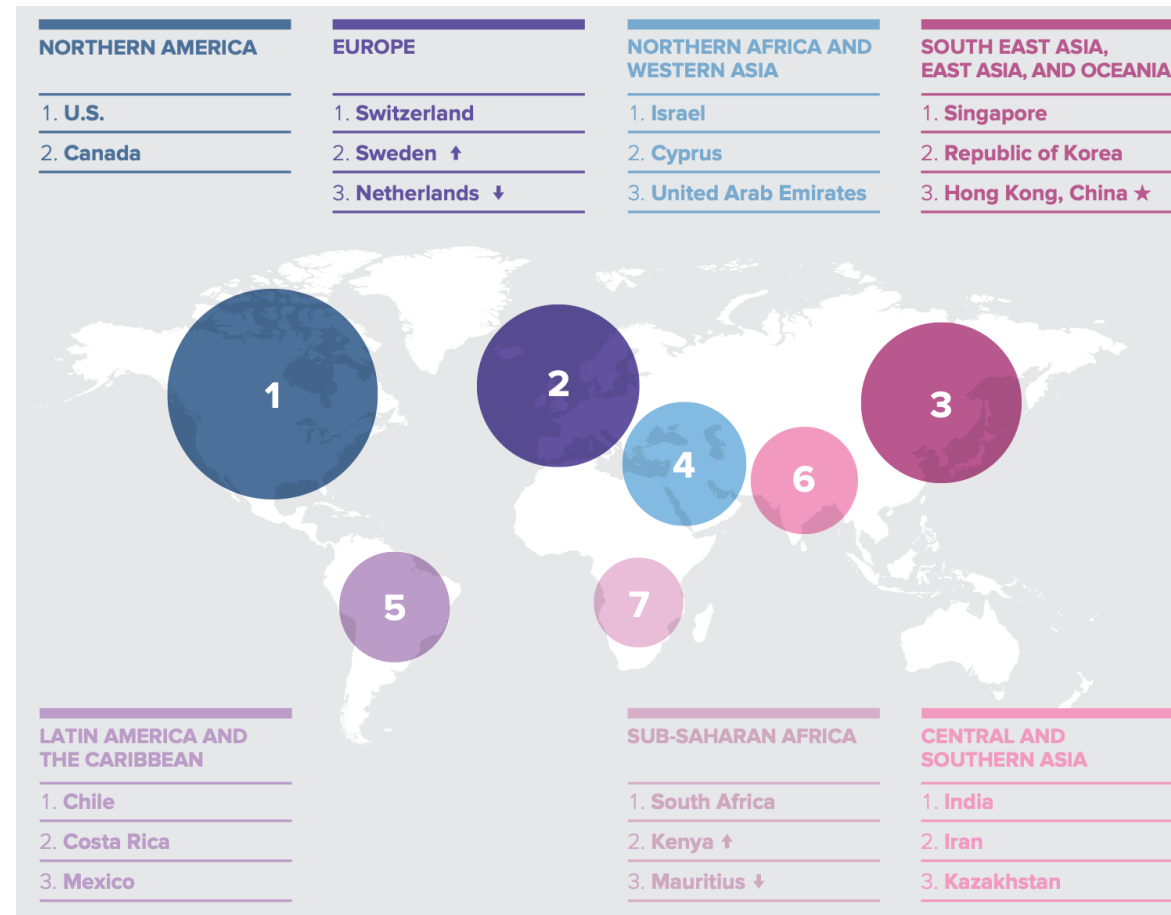 NORTHERN AMERICA
1. U.S.
2. Canada
EUROPE
1. Switzerland
2. Sweden ↑
3. Netherlands ↓
NORTHERN AFRICA AND
WESTERN ASIA
1. Israel
2. Cyprus
3. United Arab Emirates
SOUTH EAST ASIA,
EAST ASIA, AND OCEANIA
1. Singapore
2. Republic of Korea
3. Hong Kong, China ★
1
2
3
4
6
5
7
LATIN AMERICA AND
THE CARIBBEAN
1. Chile
2. Costa Rica
3. Mexico
SUB-SAHARAN AFRICA
1. South Africa
2. Kenya ↑
3. Mauritius ↓
CENTRAL AND
SOUTHERN ASIA
1. India
2. Iran
3. Kazakhstan